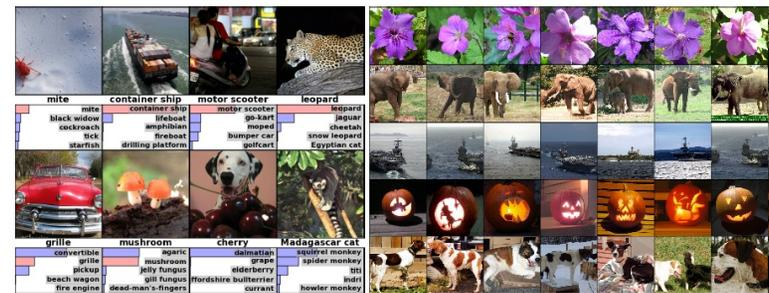 mite container ship motor scooter leopard
mite container ship motor scooter leopard
black widow lifeboat go-kart jaguar
cockroach amphibian moped cheetah
tick fireboat bumper car snow leopard
starfish drilling platform golfcart Egyptian cat
grille mushroom cherry Madagascar cat
convertible agaric dalmatian squirrel monkey
grille mushroom grape spider monkey
pickup jelly fungus elderberry titi
beach wagon gill fungus ffordshire bullterrier indri
fire engine dead-man's-fingers currant howler monkey